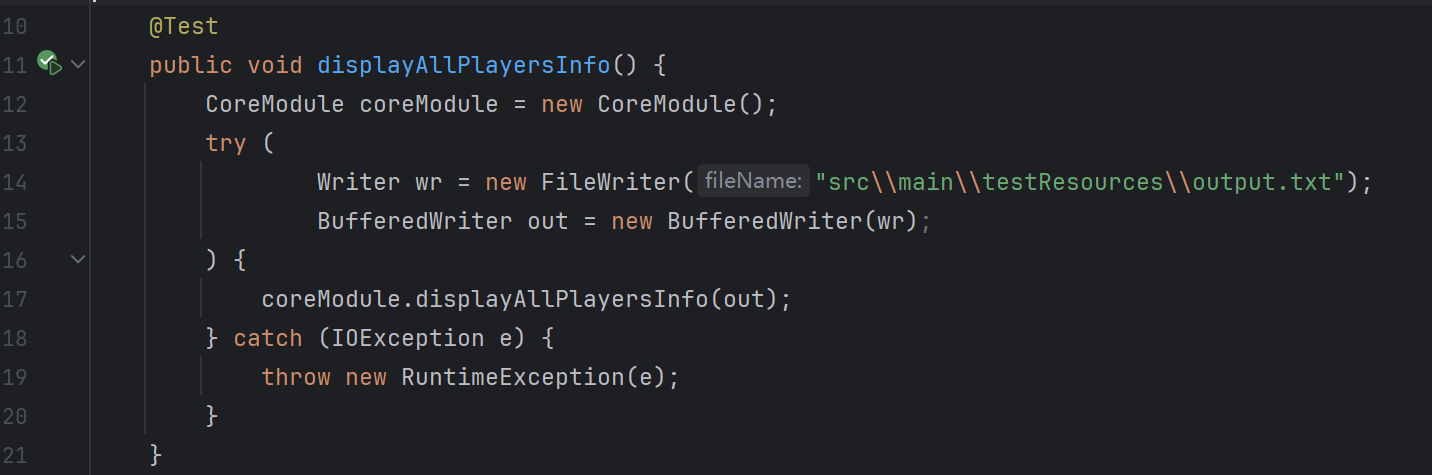 10 @Test
11 public void displayAllPlayersInfo() {
12 CoreModule coreModule = new CoreModule();
13 try (
14 Writer wr = new FileWriter( fileName: "src\\main\\testResources\\output.txt");
15 BufferedWriter out = new BufferedWriter(wr);
16 ) {
17 coreModule.displayAllPlayersInfo(out);
18 } catch (IOException e) {
19 throw new RuntimeException(e);
20 }
21 }